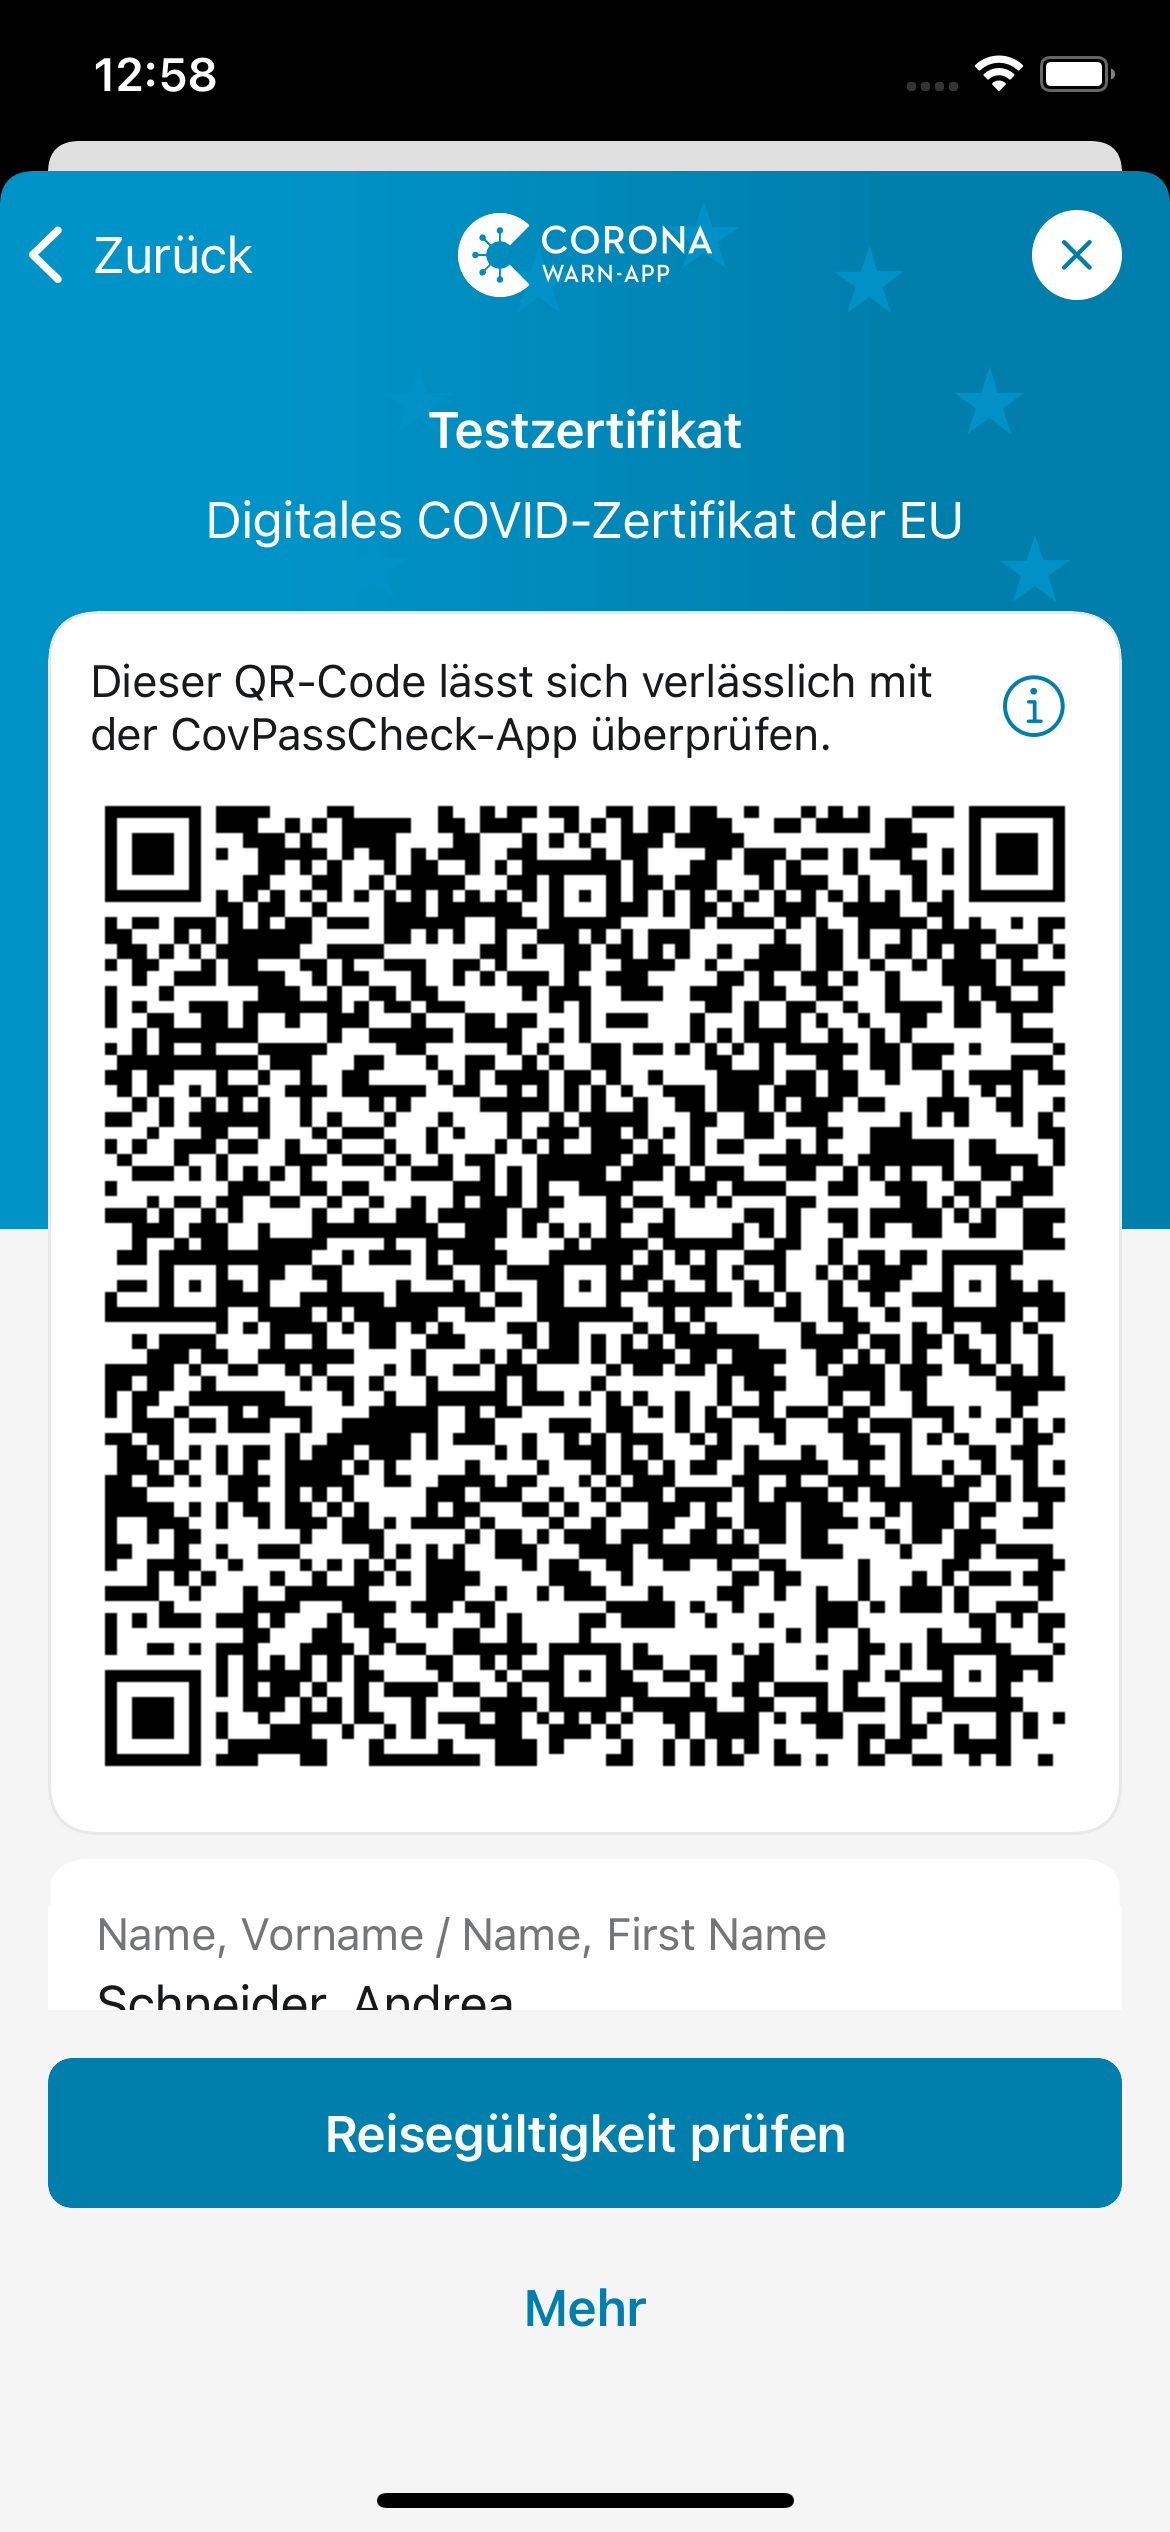 12:58
Zurück
CORONA
WARN-APP
Testzertifikat
Digitales COVID-Zertifikat der EU
Dieser QR-Code lässt sich verlässlich mit
der CovPassCheck-App überprüfen.
Name, Vorname / Name, First Name
Schneider, Andrea
Reisegültigkeit prüfen
Mehr